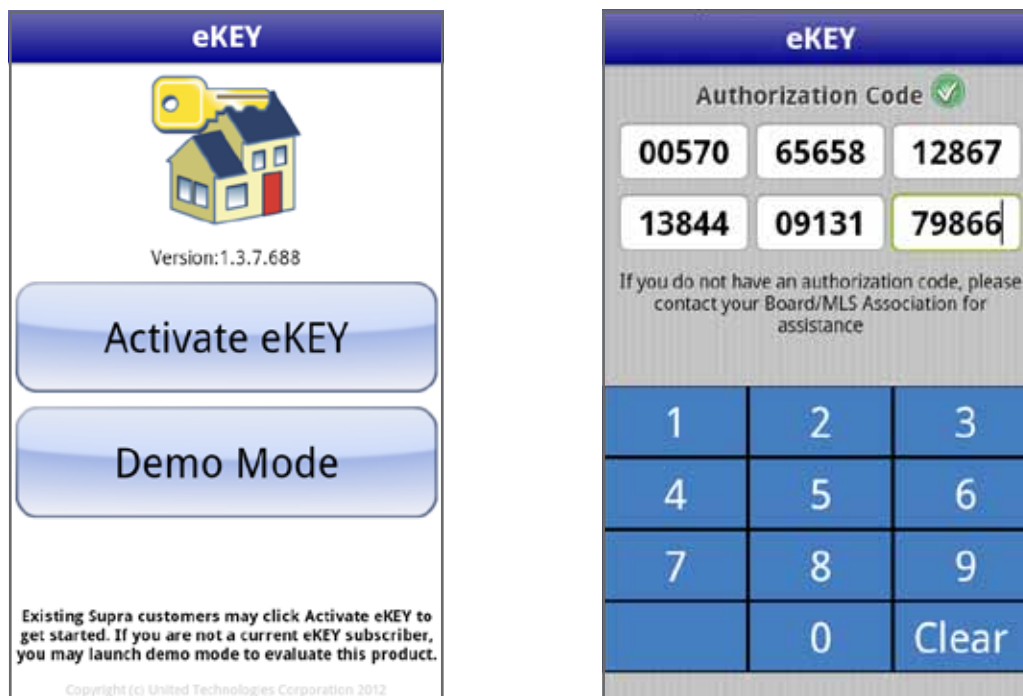 eKEY
Version:1.3.7.688
Activate eKEY
Demo Mode
Existing Supra customers may click Activate eKEY to
get started. If you are not a current eKEY subscriber,
you may launch demo mode to evaluate this product.
Copyright (c) United Technologies Corporation 2012
eKEY
Authorization Code
00570 65658 12867
13844 09131 79866
If you do not have an authorization code, please
contact your Board/MLS Association for
assistance
1 2 3
4 5 6
7 8 9
0 Clear